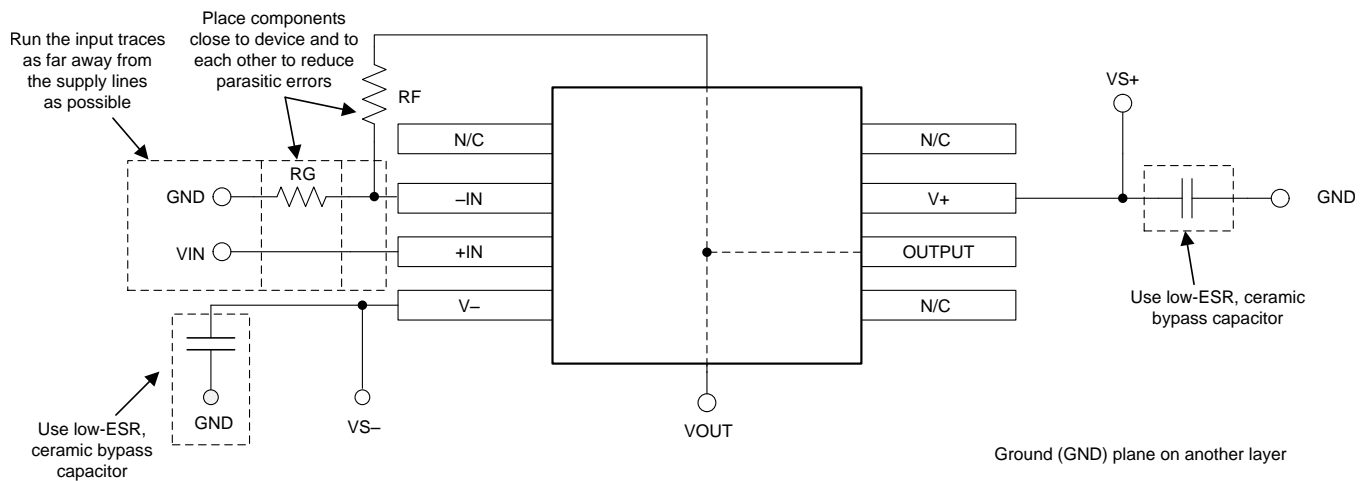 Place components
close to device and to
each other to reduce
parasitic errors
Run the input traces
as far away from
the supply lines
as possible
RF
VS+
N/C
N/C
RG
GND
–IN
V+
GND
VIN
+IN
OUTPUT
V–
N/C
Use low-ESR, ceramic
bypass capacitor
GND
VS–
VOUT
Use low-ESR,
ceramic bypass
capacitor
Ground (GND) plane on another layer